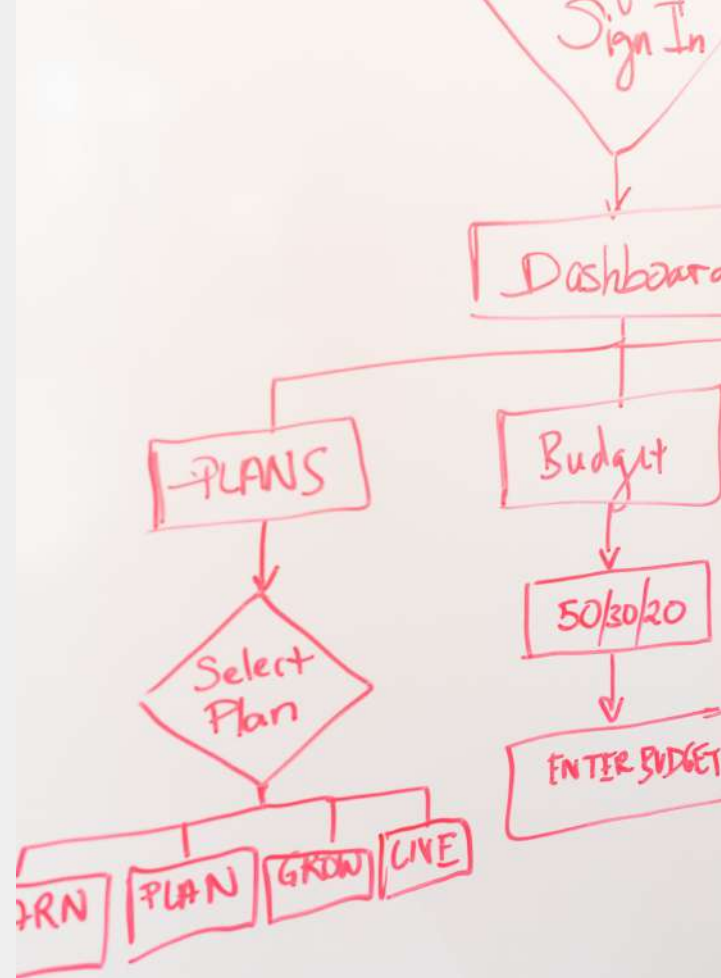 Sign In
Dashboard
PLANS
Budget
50/30/20
Select
Plan
ENTER BUDGET
PLAN
GROW
LIVE